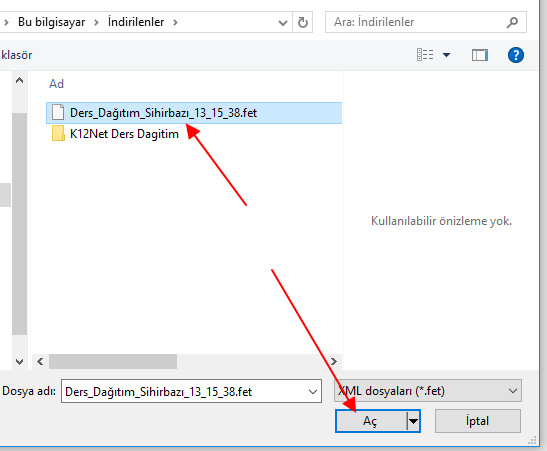 Bu bilgisayar > İndirilenler
Ara: İndirilenler
klasör
?
Ad
Ders_Dağıtım_Sihirbazı_13_15_38.fet
K12Net Ders Dagitim
Kullanılabilir önizleme yok.
Dosya adı: Ders_Dağıtım_Sihirbazı_13_15_38.fet
XML dosyaları (*.fet)
Aç
İptal